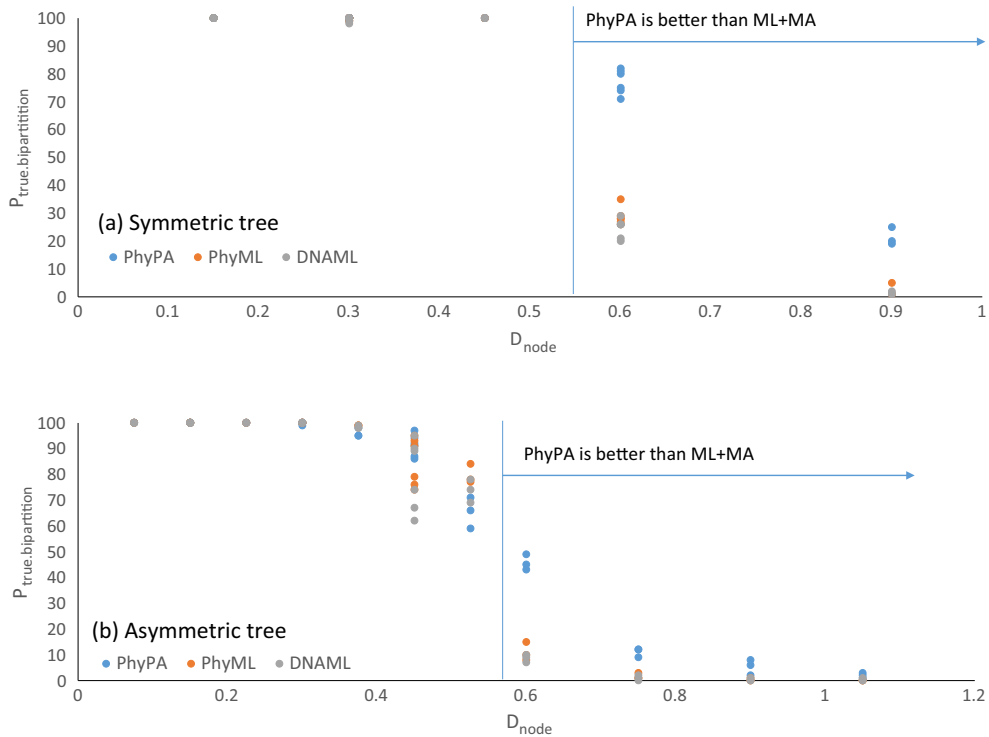 100
90
80
70
60
50
40
30
20
10
0
P true.bipartitition
PhyPA is better than ML+MA
(a) Symmetric tree
PhyPA PhyML DNAML
0 0.1 0.2 0.3 0.4 0.5 0.6 0.7 0.8 0.9 1
D node
100
90
80
70
60
50
40
30
20
10
0
P true.bipartition
PhyPA is better than ML+MA
(b) Asymmetric tree
PhyPA PhyML DNAML
0 0.2 0.4 0.6 0.8 1 1.2
D node